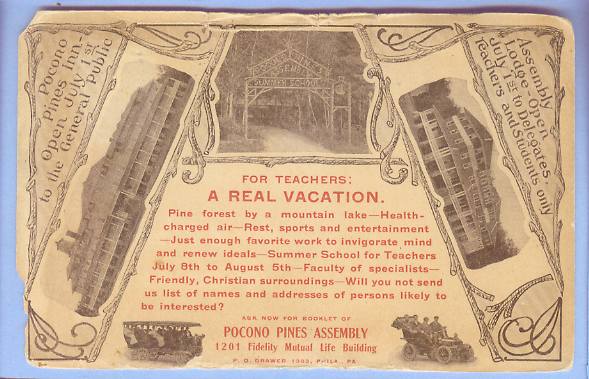 Pocono
Pines Inn-
Open July 1st
to the General Public
SUMMER SCHOOL
Assembly
Lodge-Open
July 1st to Delegates,
Teachers and Students only
FOR TEACHERS:
A REAL VACATION.
Pine forest by a mountain lake—Health-
charged air—Rest, sports and entertainment
—Just enough favorite work to invigorate mind
and renew ideals—Summer School for Teachers
July 8th to August 5th—Faculty of specialists—
Friendly, Christian surroundings—Will you not send
us list of names and addresses of persons likely to
be interested?
ASK NOW FOR BOOKLET OF
POCONO PINES ASSEMBLY
1201 Fidelity Mutual Life Building
P. O. DRAWER 1563, PHILA., PA